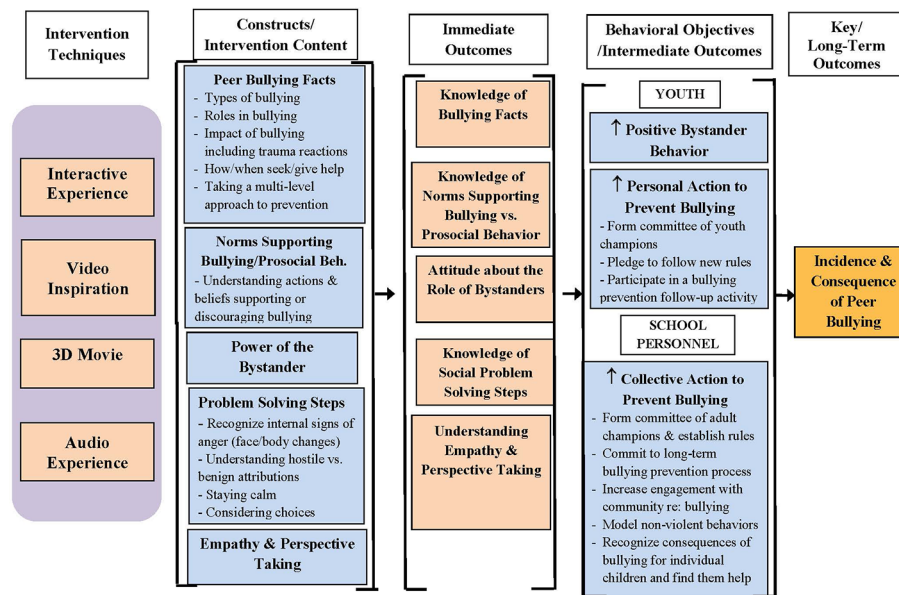 Intervention
Techniques
Interactive
Experience
Video
Inspiration
3D Movie
Audio
Experience
Constructs/
Intervention Content
Peer Bullying Facts
- Types of bullying
- Roles in bullying
- Impact of bullying
including trauma reactions
- How/when seek/give help
- Taking a multi-level
approach to prevention
Norms Supporting
Bullying/Prosocial Beh.
- Understanding actions &
beliefs supporting or
discouraging bullying
Power of the
Bystander
Problem Solving Steps
- Recognize internal signs of
anger (face/body changes)
- Understanding hostile vs.
benign attributions
- Staying calm
- Considering choices
Empathy & Perspective
Taking
Immediate
Outcomes
Knowledge of
Bullying Facts
Knowledge of
Norms Supporting
Bullying vs.
Prosocial Behavior
Attitude about the
Role of Bystanders
Knowledge of
Social Problem
Solving Steps
Understanding
Empathy &
Perspective Taking
Behavioral Objectives
/Intermediate Outcomes
YOUTH
↑ Positive Bystander
Behavior
↑ Personal Action to
Prevent Bullying
- Form committee of youth
champions
- Pledge to follow new rules
- Participate in a bullying
prevention follow-up activity
SCHOOL
PERSONNEL
↑ Collective Action to
Prevent Bullying
- Form committee of adult
champions & establish rules
- Commit to long-term
bullying prevention process
- Increase engagement with
community re: bullying
- Model non-violent behaviors
- Recognize consequences of
bullying for individual
children and find them help
Key/
Long-Term
Outcomes
Incidence &
Consequence
of Peer
Bullying